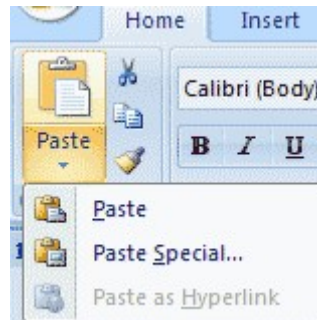 Home Insert
Calibri (Body)
Paste
B I U
Paste
Paste Special...
Paste as Hyperlink